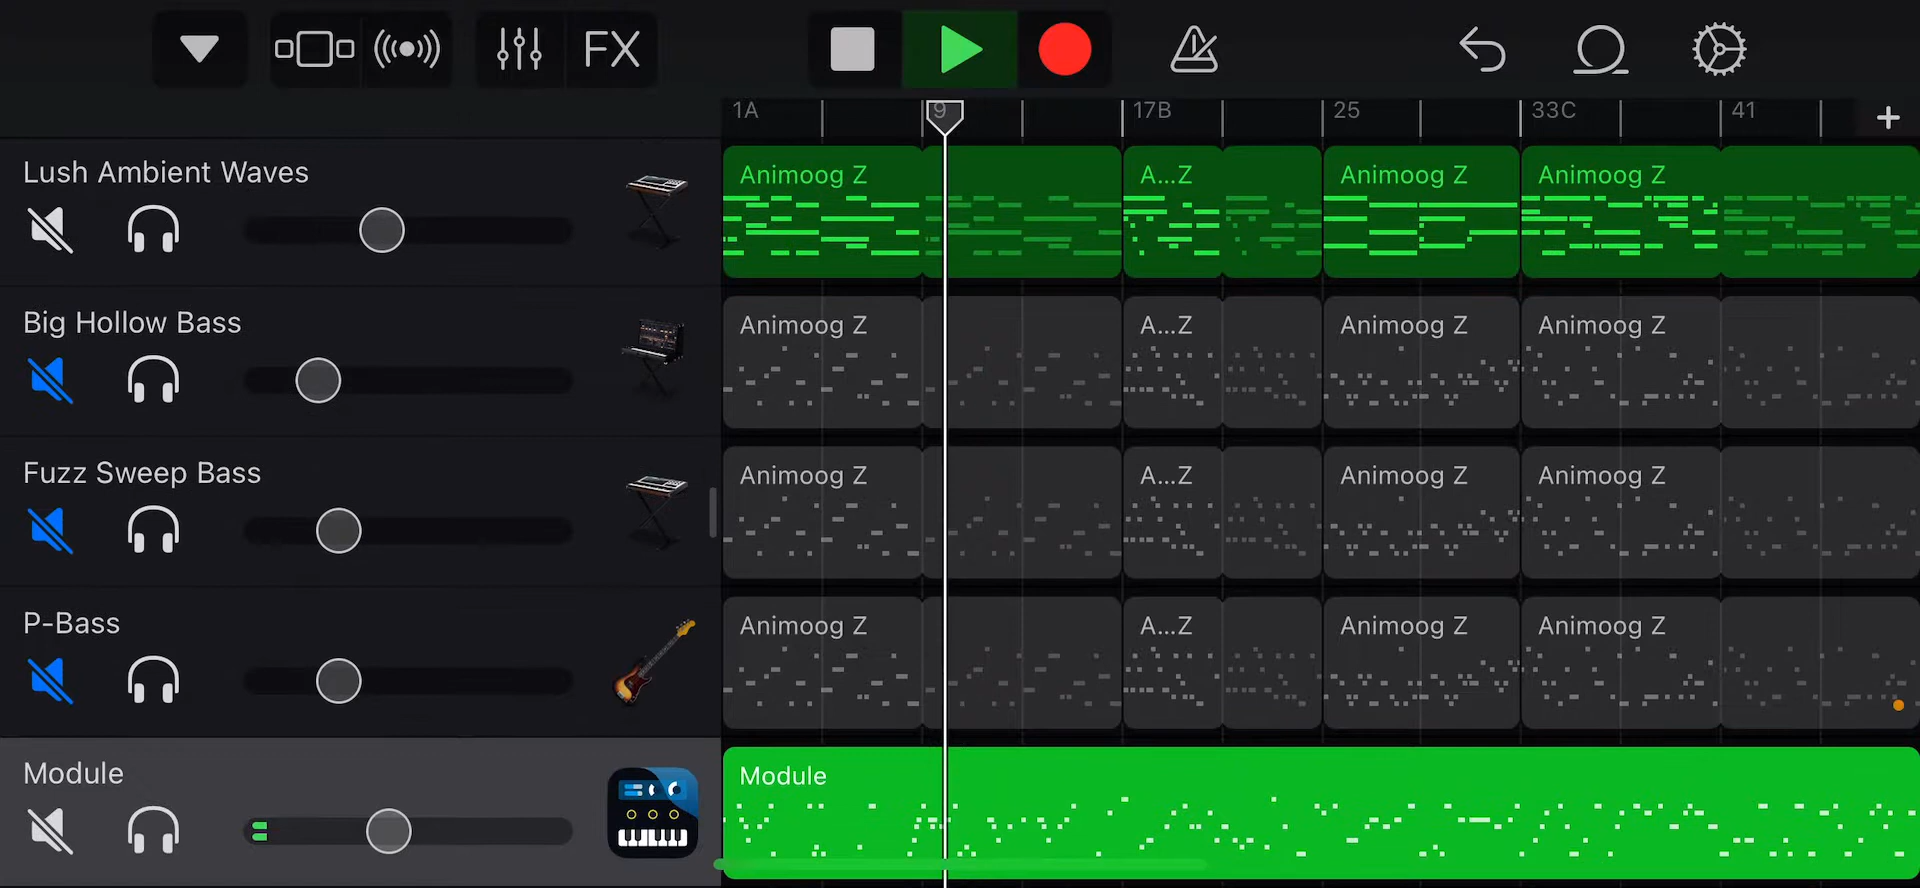 FX
1A
9
17B
25
33C
41
+
Lush Ambient Waves
Animoog Z
A...Z
Animoog Z
Animoog Z
Big Hollow Bass
Animoog Z
A...Z
Animoog Z
Animoog Z
Fuzz Sweep Bass
Animoog Z
A...Z
Animoog Z
Animoog Z
P-Bass
Animoog Z
A...Z
Animoog Z
Animoog Z
Module
Module